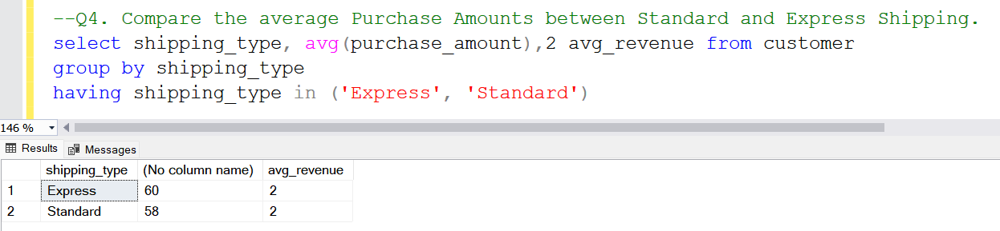 --Q4. Compare the average Purchase Amounts between Standard and Express Shipping.
select shipping_type, avg(purchase_amount),2 avg_revenue from customer
group by shipping_type
having shipping_type in ('Express', 'Standard')
146 %
Results Messages
shipping_type (No column name) avg_revenue
1 Express 60 2
2 Standard 58 2